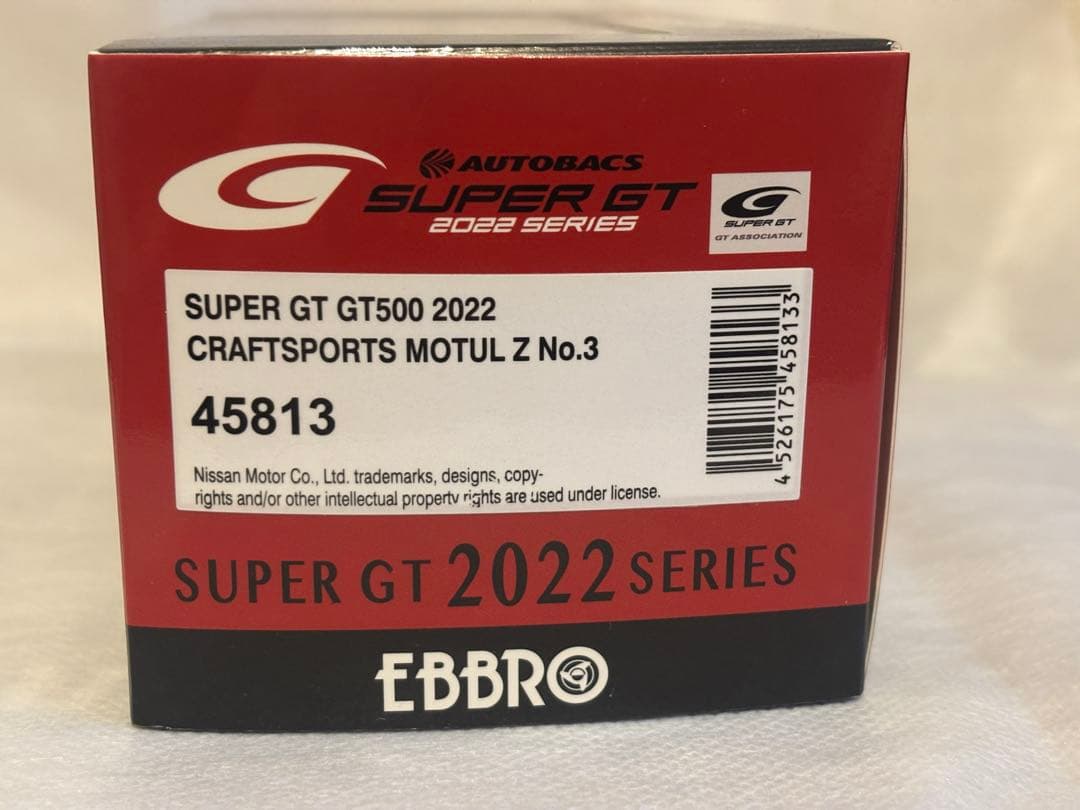 AUTOBACS
SUPER GT
2022 SERIES
SUPER GT
GT ASSOCIATION
SUPER GT GT500 2022
CRAFTSPORTS MOTUL Z No.3
45813
Nissan Motor Co., Ltd. trademarks, designs, copy-
rights and/or other intellectual property rights are used under license.
4 526175 458133
SUPER GT 2022 SERIES
EBBRO